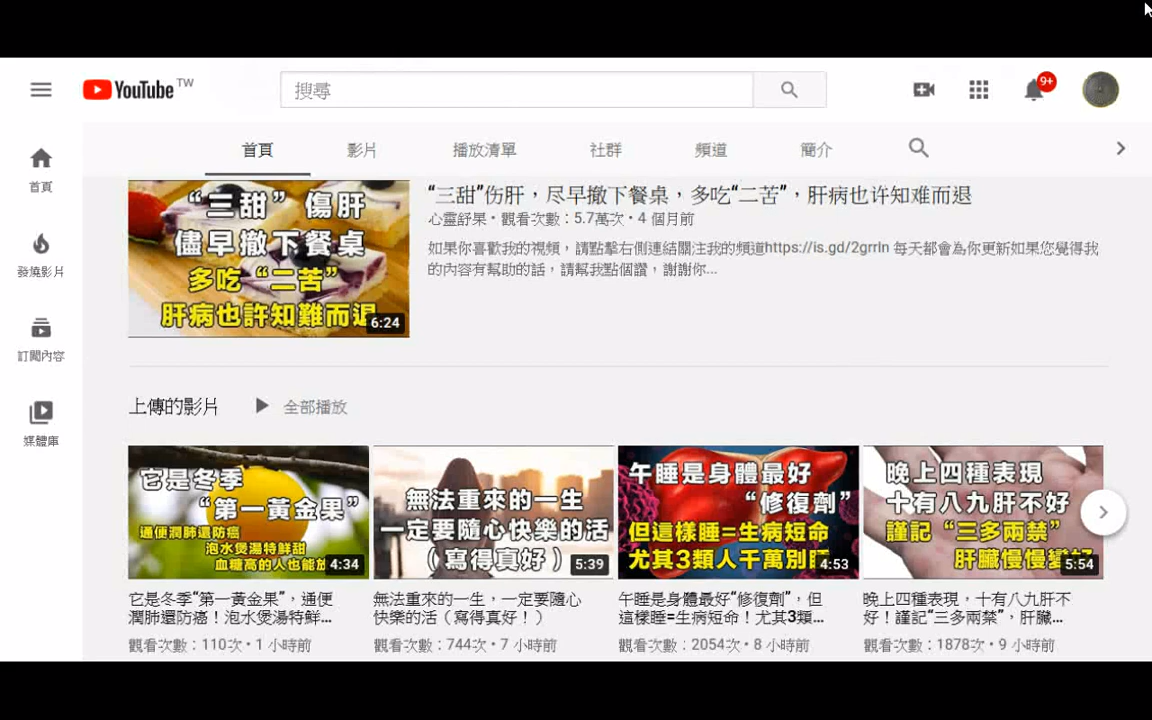 YouTube TW
搜尋
9+
首頁
影片
播放清單
社群
頻道
簡介
首頁
發燒影片
訂閱內容
媒體庫
“三甜”傷肝
儘早撤下餐桌
多吃“二苦”
肝病也許知難而退
6:24
“三甜”伤肝，尽早撤下餐桌，多吃“二苦”，肝病也许知难而退
心靈舒果•觀看次數：5.7萬次•4 個月前
如果你喜歡我的視頻，請點擊右側連結關注我的頻道https://is.gd/2grrln 每天都會為你更新如果您覺得我
的內容有幫助的話，請幫我點個讚，謝謝你...
上傳的影片
全部播放
它是冬季
“第一黃金果”
通便潤肺還防癌
泡水煲湯特鮮甜
血糖高的人也能
4:34
無法重來的一生
一定要隨心快樂的活
（寫得真好）
5:39
午睡是身體最好
“修復劑”
但這樣睡=生病短命
尤其3類人千萬別
4:53
晚上四種表現
十有八九肝不好
謹記“三多兩禁”
肝臟慢慢變好
5:54
它是冬季“第一黃金果”，通便
潤肺還防癌！泡水煲湯特鮮...
觀看次數：110次•1 小時前
無法重來的一生，一定要隨心
快樂的活（寫得真好！）
觀看次數：744次•7 小時前
午睡是身體最好“修復劑”，但
這樣睡=生病短命！尤其3類...
觀看次數：2054次•8 小時前
晚上四種表現，十有八九肝不
好！謹記“三多兩禁”，肝臟...
觀看次數：1878次•9 小時前